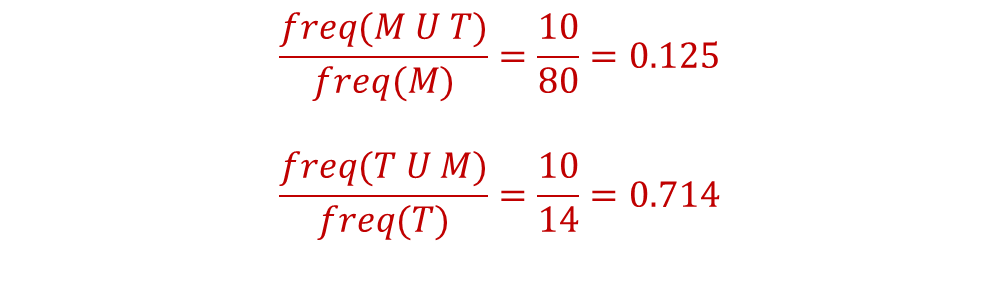 freq(M U T) / freq(M) = 10 / 80 = 0.125
freq(T U M) / freq(T) = 10 / 14 = 0.714